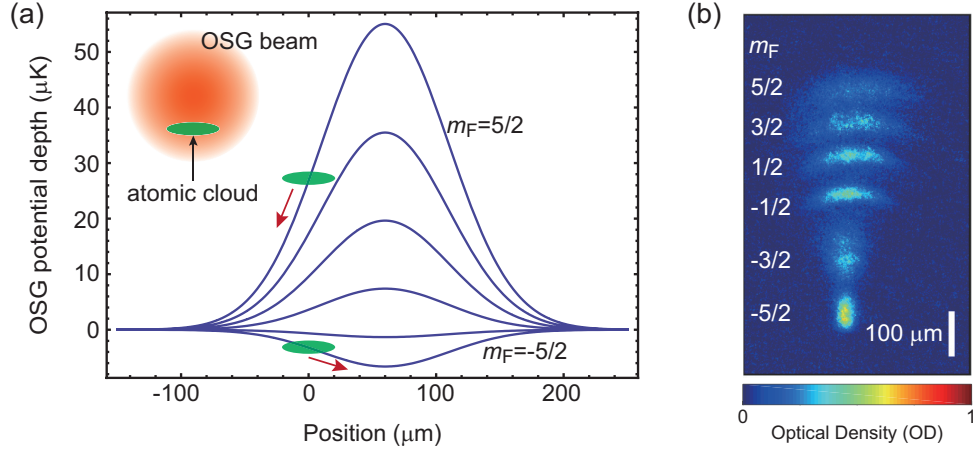 (a)
OSG potential depth (μK)
50
40
30
20
10
0
OSG beam
atomic cloud
mF=5/2
mF=-5/2
-100
0
100
200
Position (μm)
(b)
mF
5/2
3/2
1/2
-1/2
-3/2
-5/2
100 μm
0
1
Optical Density (OD)